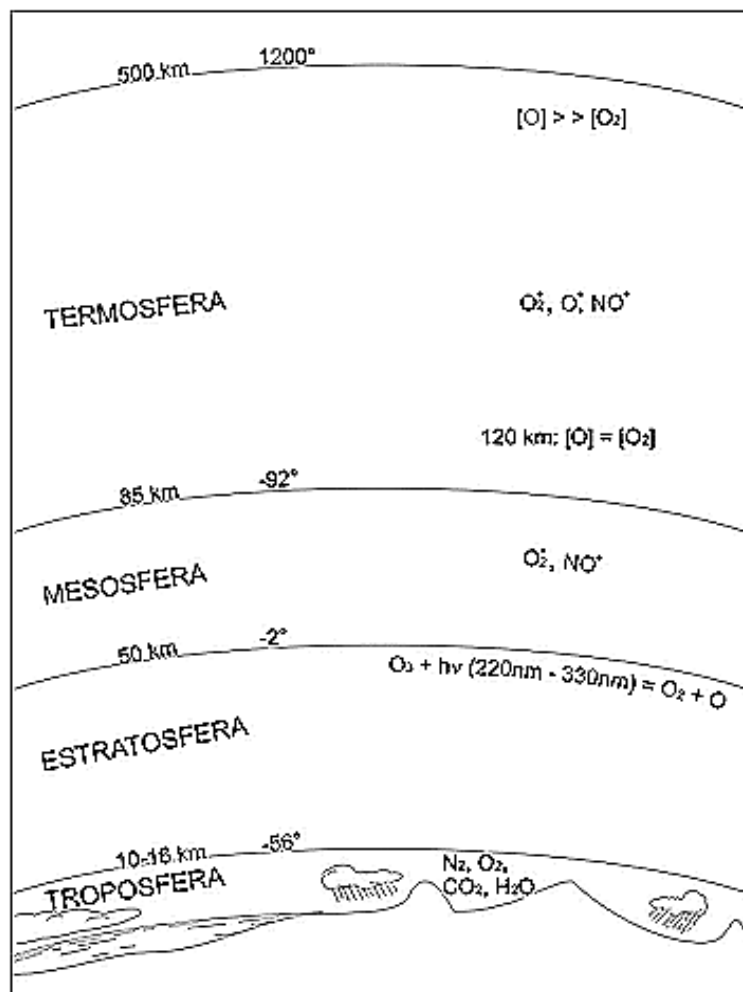 500 km 1200°
[O] > > [O₂]
TERMOSFERA
O₂⁺, O⁺, NO⁺
120 km: [O] = [O₂]
85 km -92°
MESOSFERA
O₂⁺, NO⁺
50 km -2°
O₃ + hν (220nm - 330nm) = O₂ + O
ESTRATOSFERA
10-16 km -56°
TROPOSFERA
N₂, O₂,
CO₂, H₂O